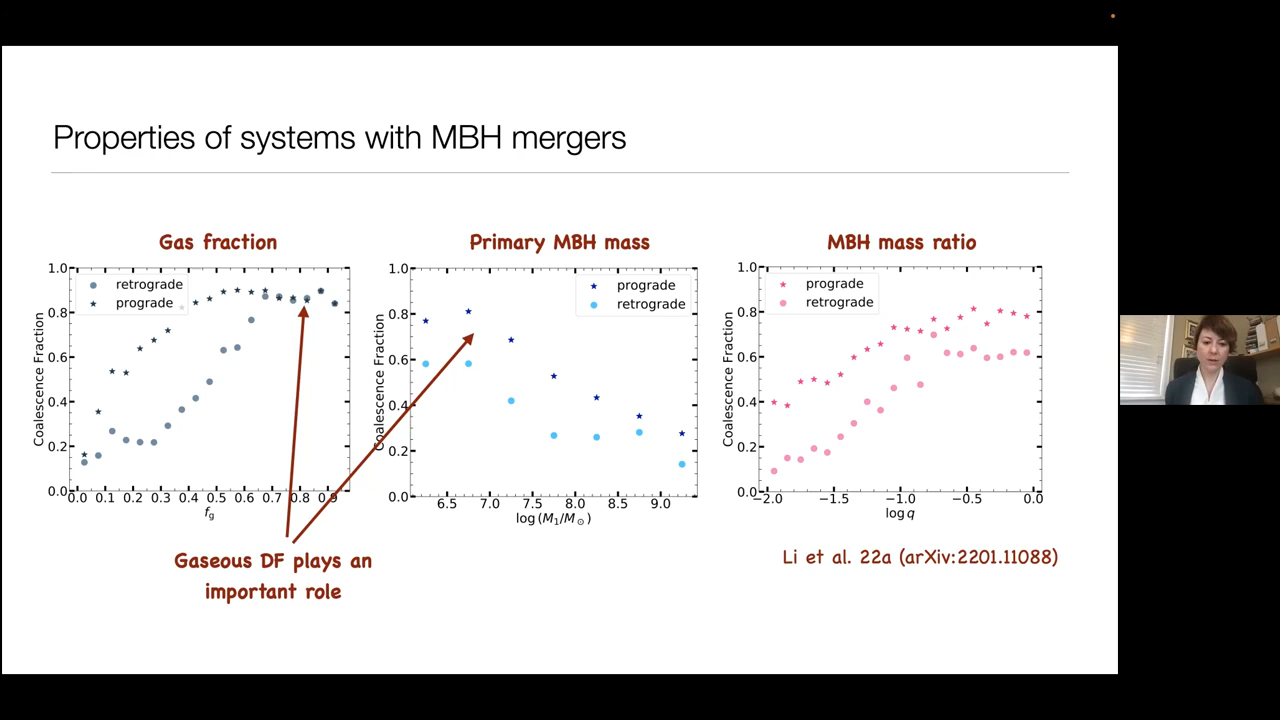 Properties of systems with MBH mergers
Gas fraction
1.0
0.8
0.6
0.4
0.2
0.0
Coalescence Fraction
retrograde
prograde
0.0 0.1 0.2 0.3 0.4 0.5 0.6 0.7 0.8 0.9
fg
Primary MBH mass
1.0
0.8
0.6
0.4
0.2
0.0
Coalescence Fraction
prograde
retrograde
6.5 7.0 7.5 8.0 8.5 9.0
log (M1/M⊙)
MBH mass ratio
1.0
0.8
0.6
0.4
0.2
0.0
Coalescence Fraction
prograde
retrograde
−2.0 −1.5 −1.0 −0.5 0.0
log q
Gaseous DF plays an
important role
Li et al. 22a (arXiv:2201.11088)